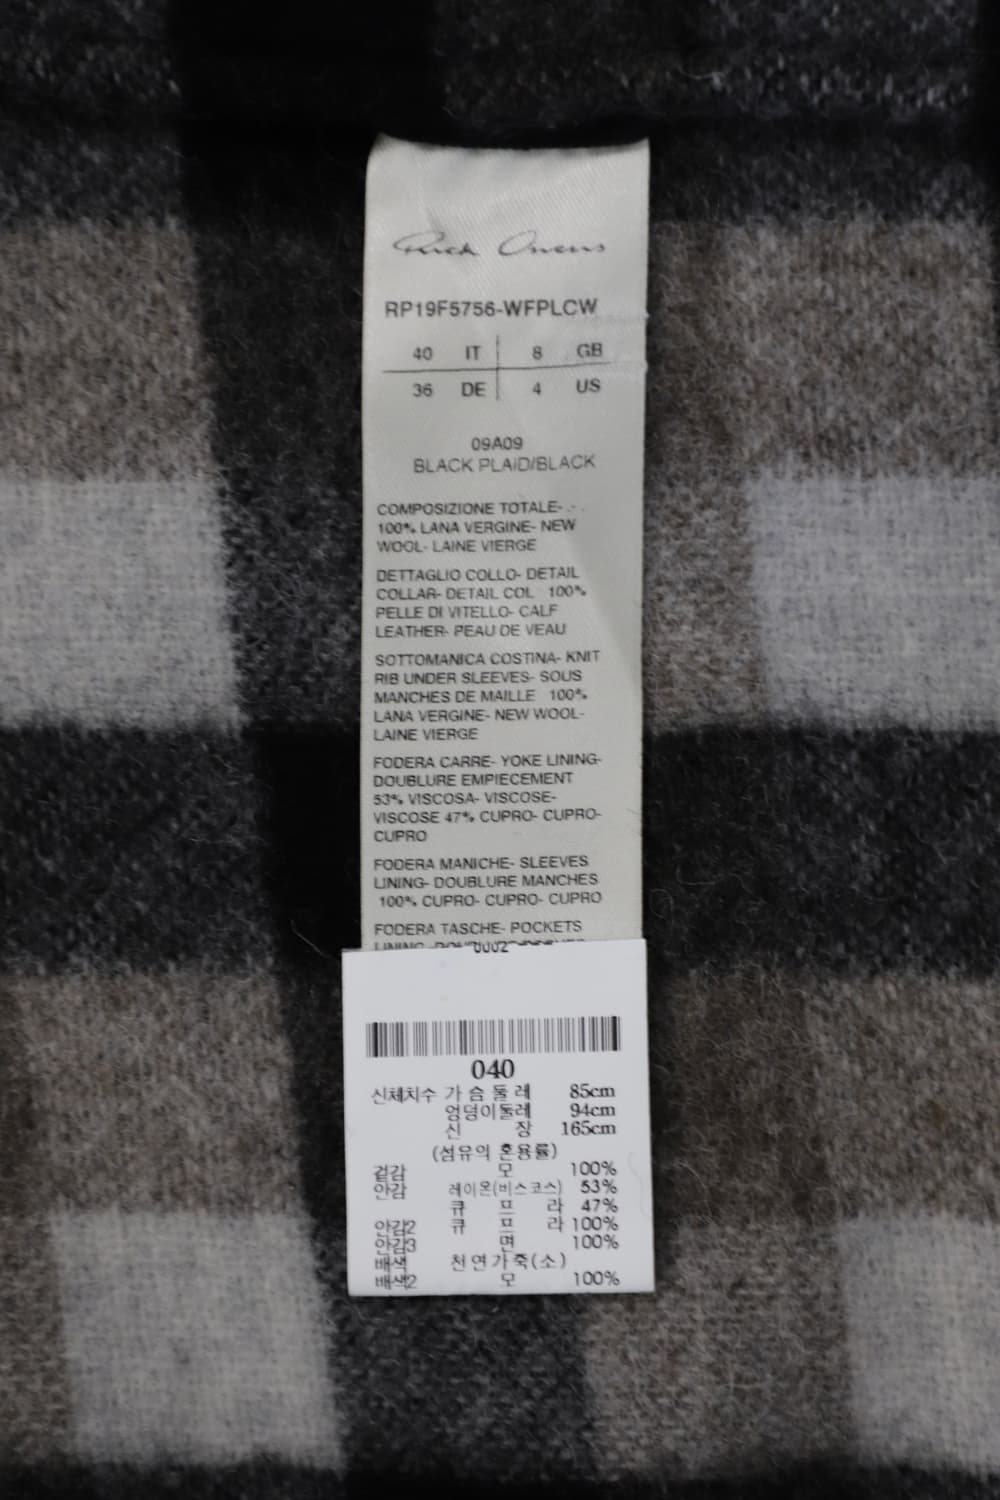 Rick Owens
RP19F5756-WFPLCW
40 IT 8 GB
36 DE 4 US
09A09
BLACK PLAID/BLACK
COMPOSIZIONE TOTALE- .- .
100% LANA VERGINE- NEW
WOOL- LAINE VIERGE
DETTAGLIO COLLO- DETAIL
COLLAR- DETAIL COL 100%
PELLE DI VITELLO- CALF
LEATHER- PEAU DE VEAU
SOTTOMANICA COSTINA- KNIT
RIB UNDER SLEEVES- SOUS
MANCHES DE MAILLE 100%
LANA VERGINE- NEW WOOL-
LAINE VIERGE
FODERA CARRE- YOKE LINING-
DOUBLURE EMPIECEMENT
53% VISCOSA- VISCOSE-
VISCOSE 47% CUPRO- CUPRO-
CUPRO
FODERA MANICHE- SLEEVES
LINING- DOUBLURE MANCHES
100% CUPRO- CUPRO- CUPRO
FODERA TASCHE- POCKETS
LINING
0002
040
신체치수 가 슴 둘 레 85cm
엉덩이둘레 94cm
신 장 165cm
(섬유의 혼용률)
겉감 모 100%
안감 레이온(비스코스) 53%
큐 프 라 47%
안감2 큐 프 라 100%
안감3 면 100%
배색 천연가죽(소)
배색2 모 100%